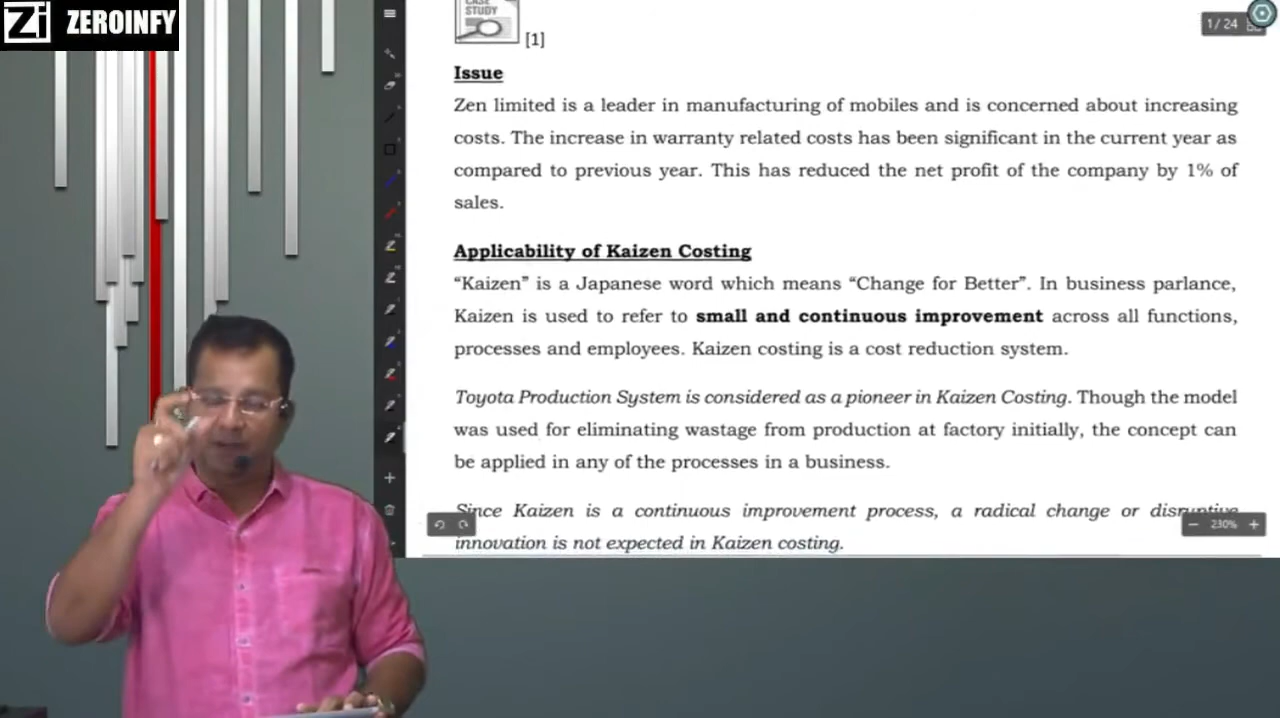 Zi ZEROINFY
CASE
STUDY
[1]
1/24
Issue
Zen limited is a leader in manufacturing of mobiles and is concerned about increasing
costs. The increase in warranty related costs has been significant in the current year as
compared to previous year. This has reduced the net profit of the company by 1% of
sales.
Applicability of Kaizen Costing
“Kaizen” is a Japanese word which means “Change for Better”. In business parlance,
Kaizen is used to refer to small and continuous improvement across all functions,
processes and employees. Kaizen costing is a cost reduction system.
Toyota Production System is considered as a pioneer in Kaizen Costing. Though the model
was used for eliminating wastage from production at factory initially, the concept can
be applied in any of the processes in a business.
Since Kaizen is a continuous improvement process, a radical change or disruptive
innovation is not expected in Kaizen costing.
230%